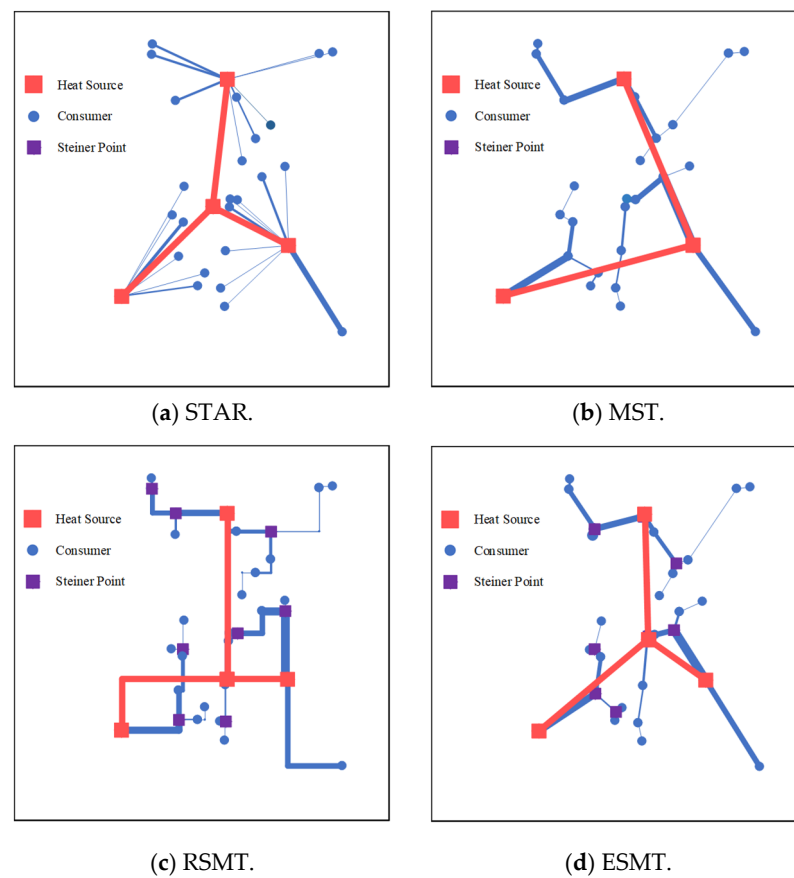 Heat Source
Consumer
Steiner Point
(a) STAR.
Heat Source
Consumer
Steiner Point
(b) MST.
Heat Source
Consumer
Steiner Point
(c) RSMT.
Heat Source
Consumer
Steiner Point
(d) ESMT.